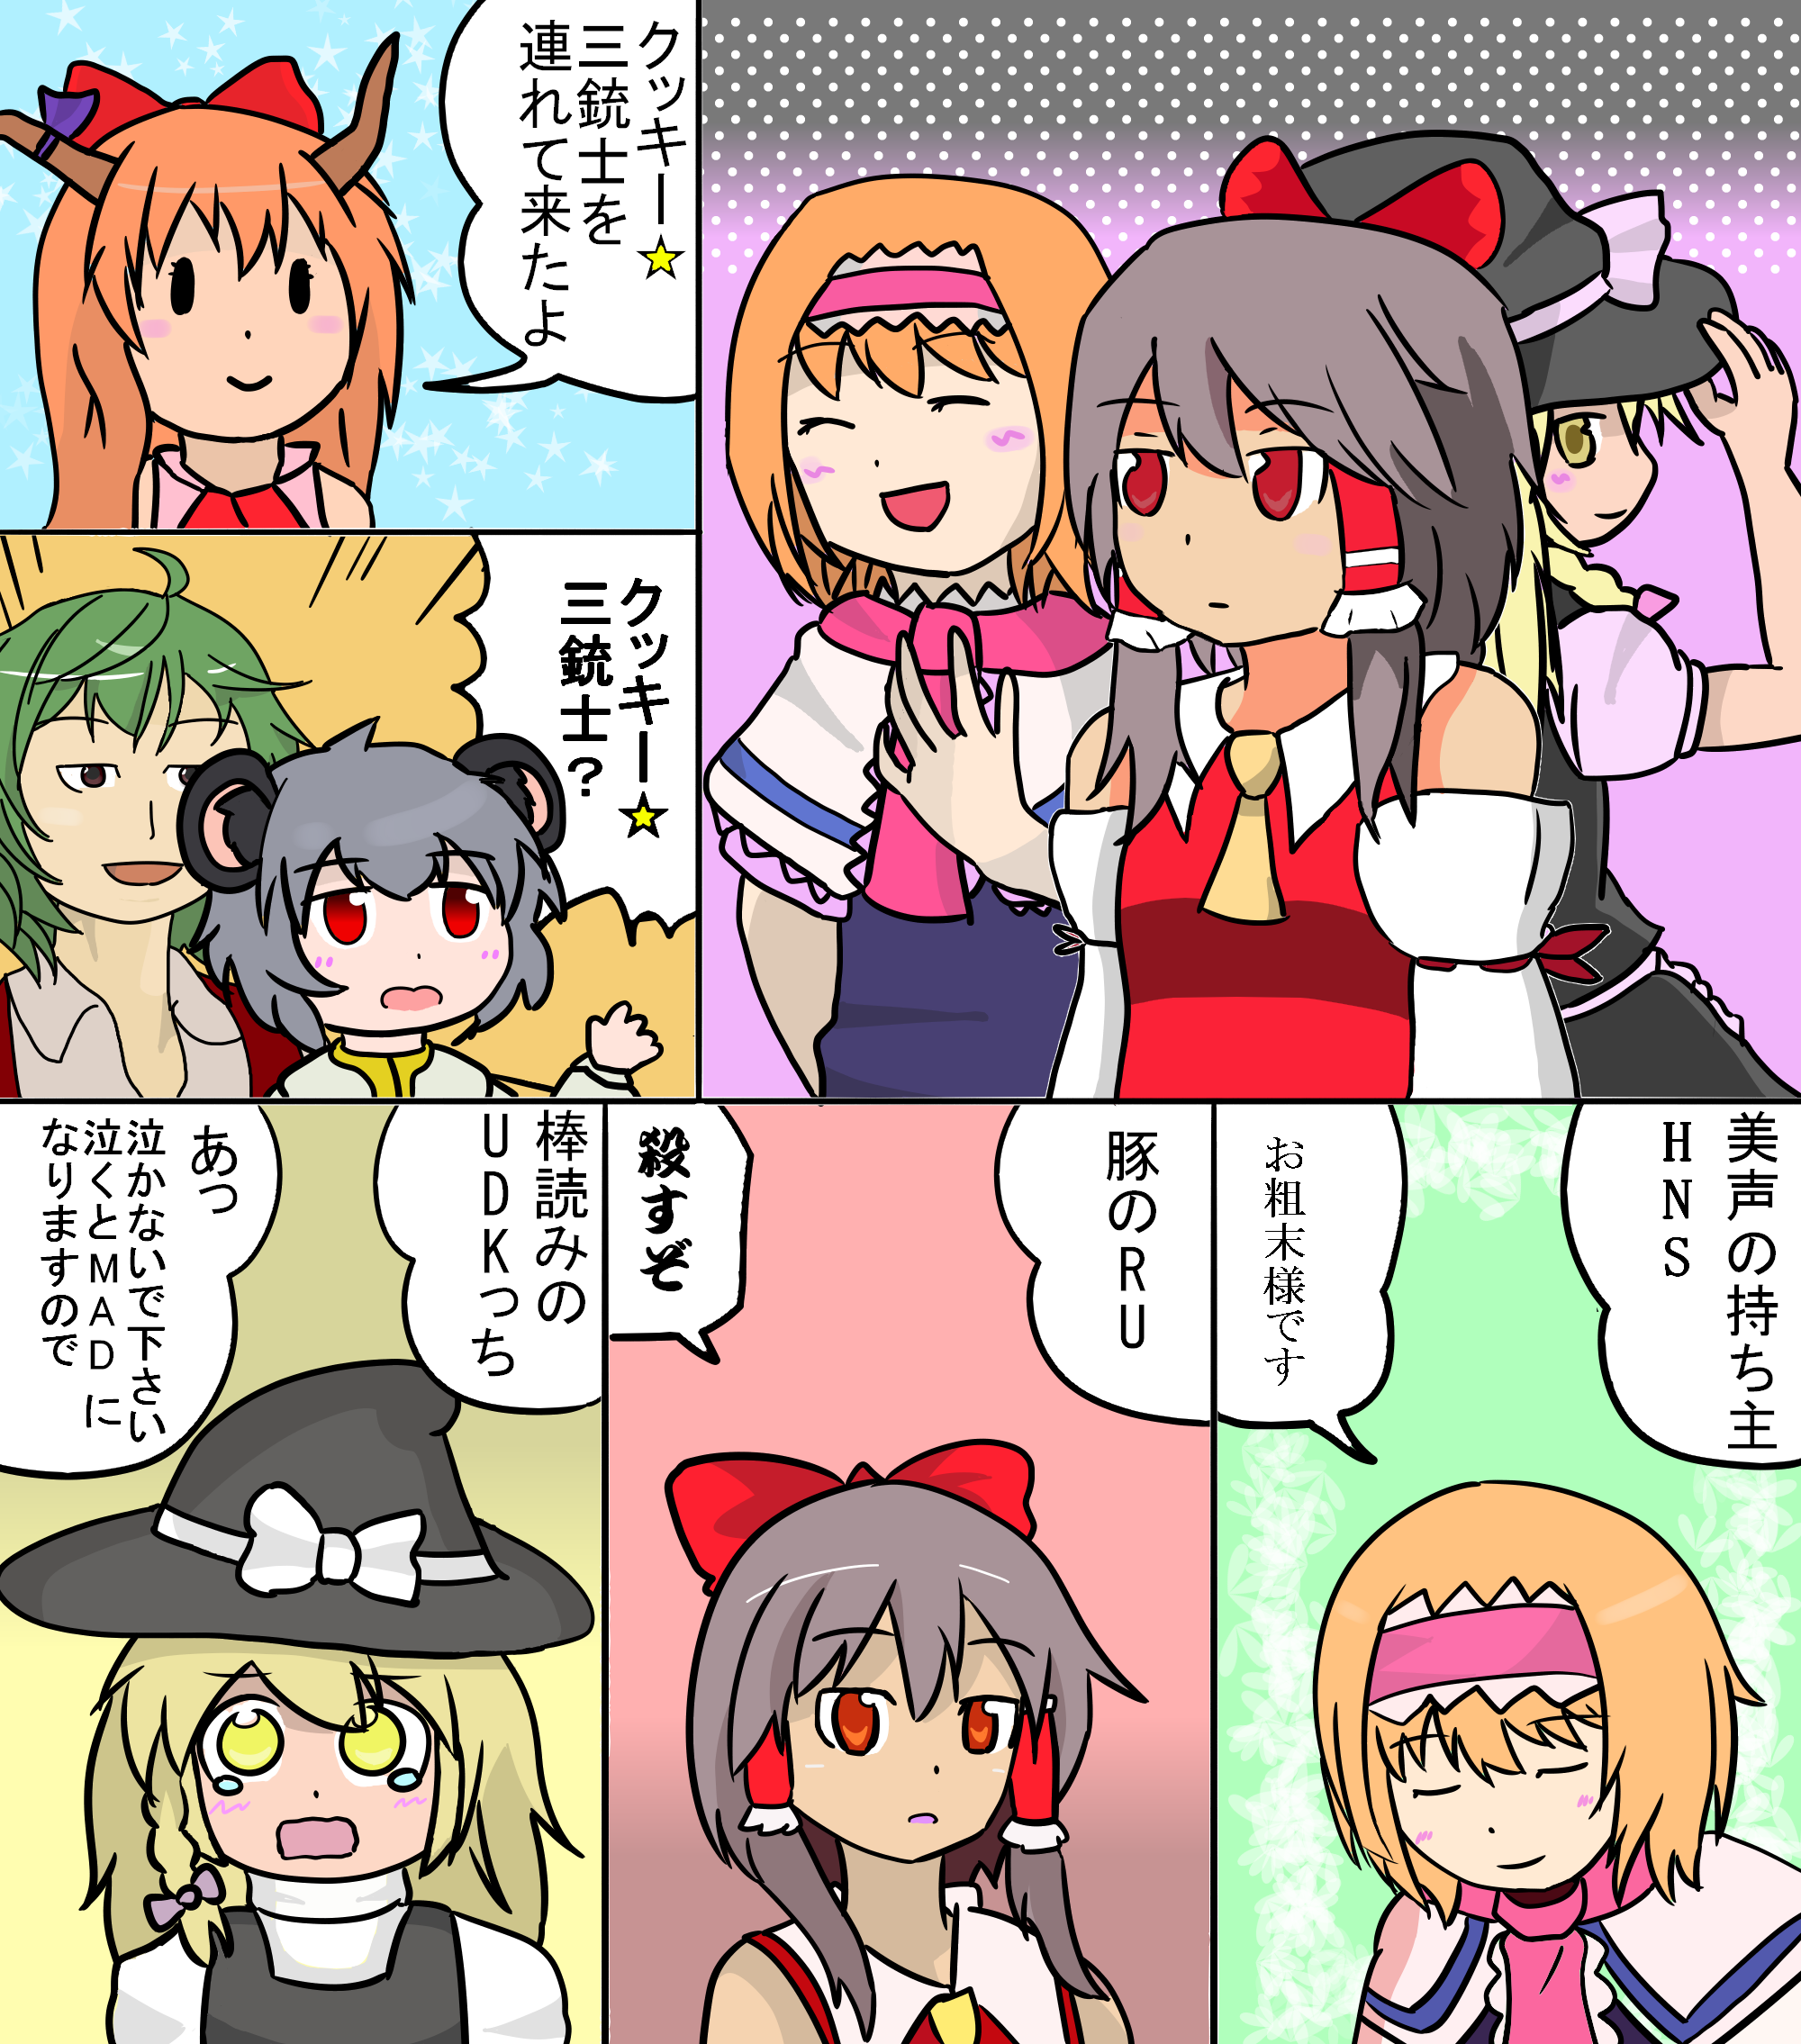 クッキー★
三銃士を
連れて来たよ
クッキー★
三銃士？
美声の持ち主
HNS
お粗末様です
豚のRU
殺すぞ
棒読みの
UDKっち
あっ
泣かないで下さい
泣くとMADに
なりますので